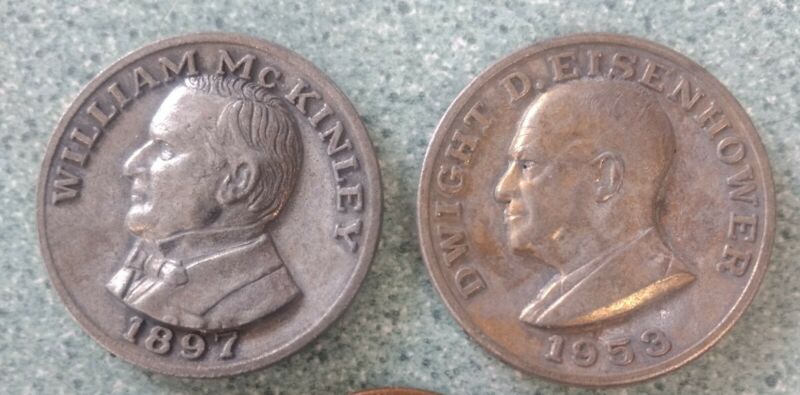 WILLIAM MCKINLEY
1897
DWIGHT D. EISENHOWER
1953